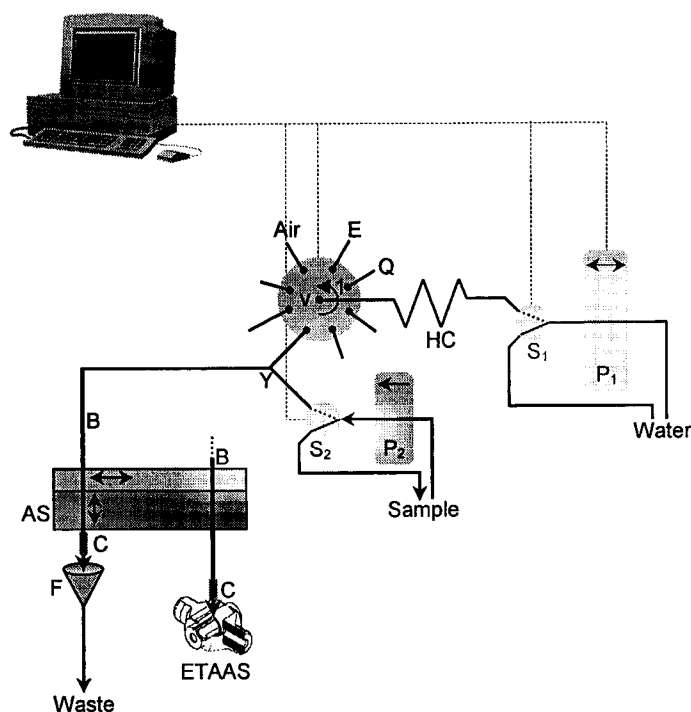 Air
E
Q
V
1
HC
S₁
P₁
Water
Y
S₂
P₂
Sample
B
B
AS
C
C
F
ETAAS
Waste